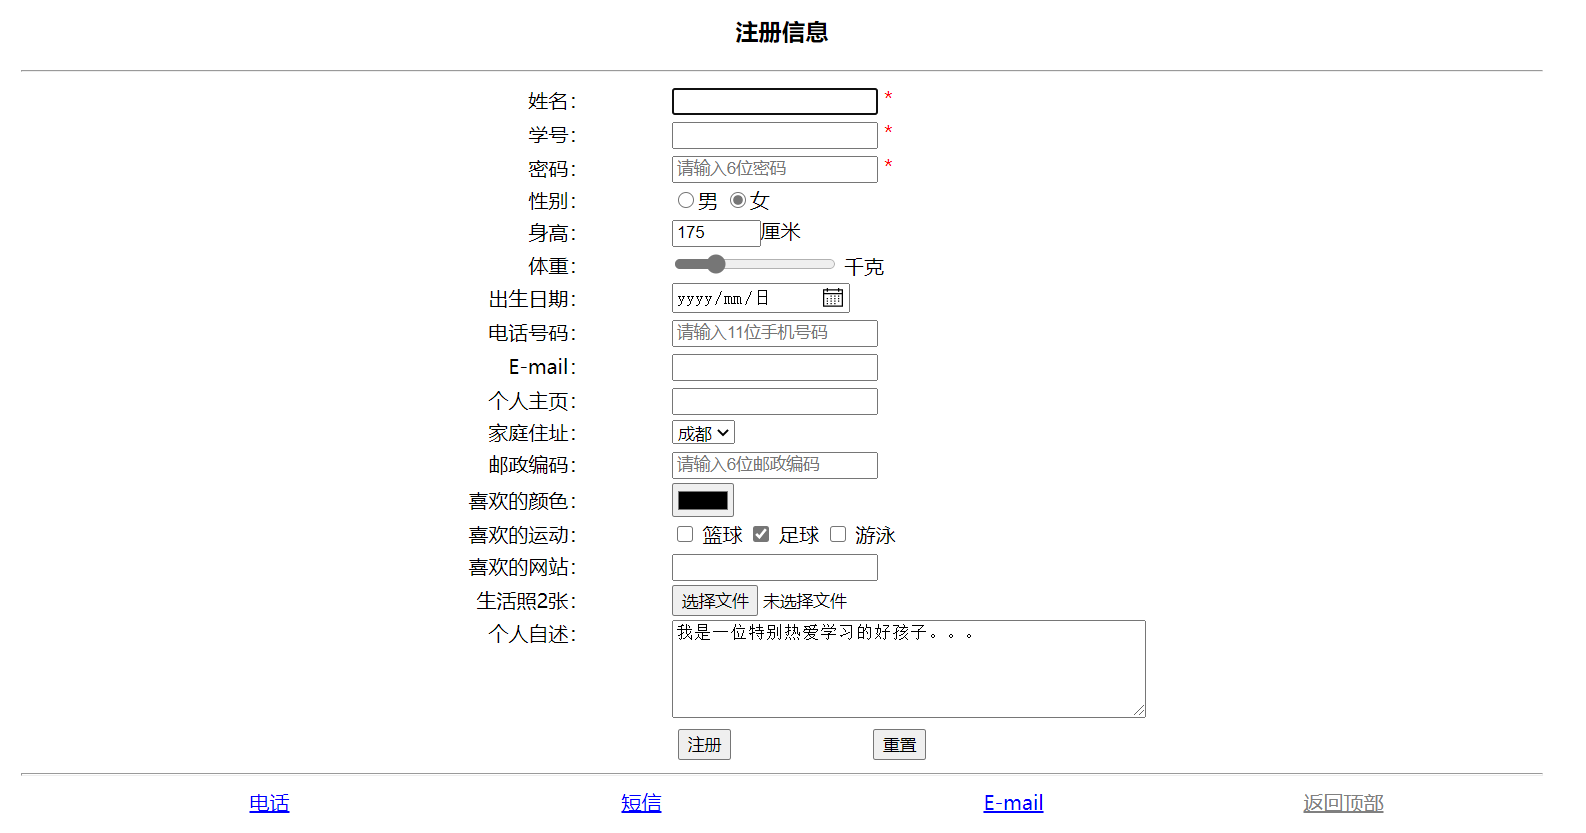 注册信息
姓名： *
学号： *
密码： 请输入6位密码 *
性别： 男 女
身高： 175 厘米
体重： 千克
出生日期： yyyy/mm/日
电话号码： 请输入11位手机号码
E-mail：
个人主页：
家庭住址： 成都
邮政编码： 请输入6位邮政编码
喜欢的颜色：
喜欢的运动： 篮球 足球 游泳
喜欢的网站：
生活照2张： 选择文件 未选择文件
个人自述： 我是一位特别热爱学习的好孩子。。。
注册 重置
电话 短信 E-mail 返回顶部